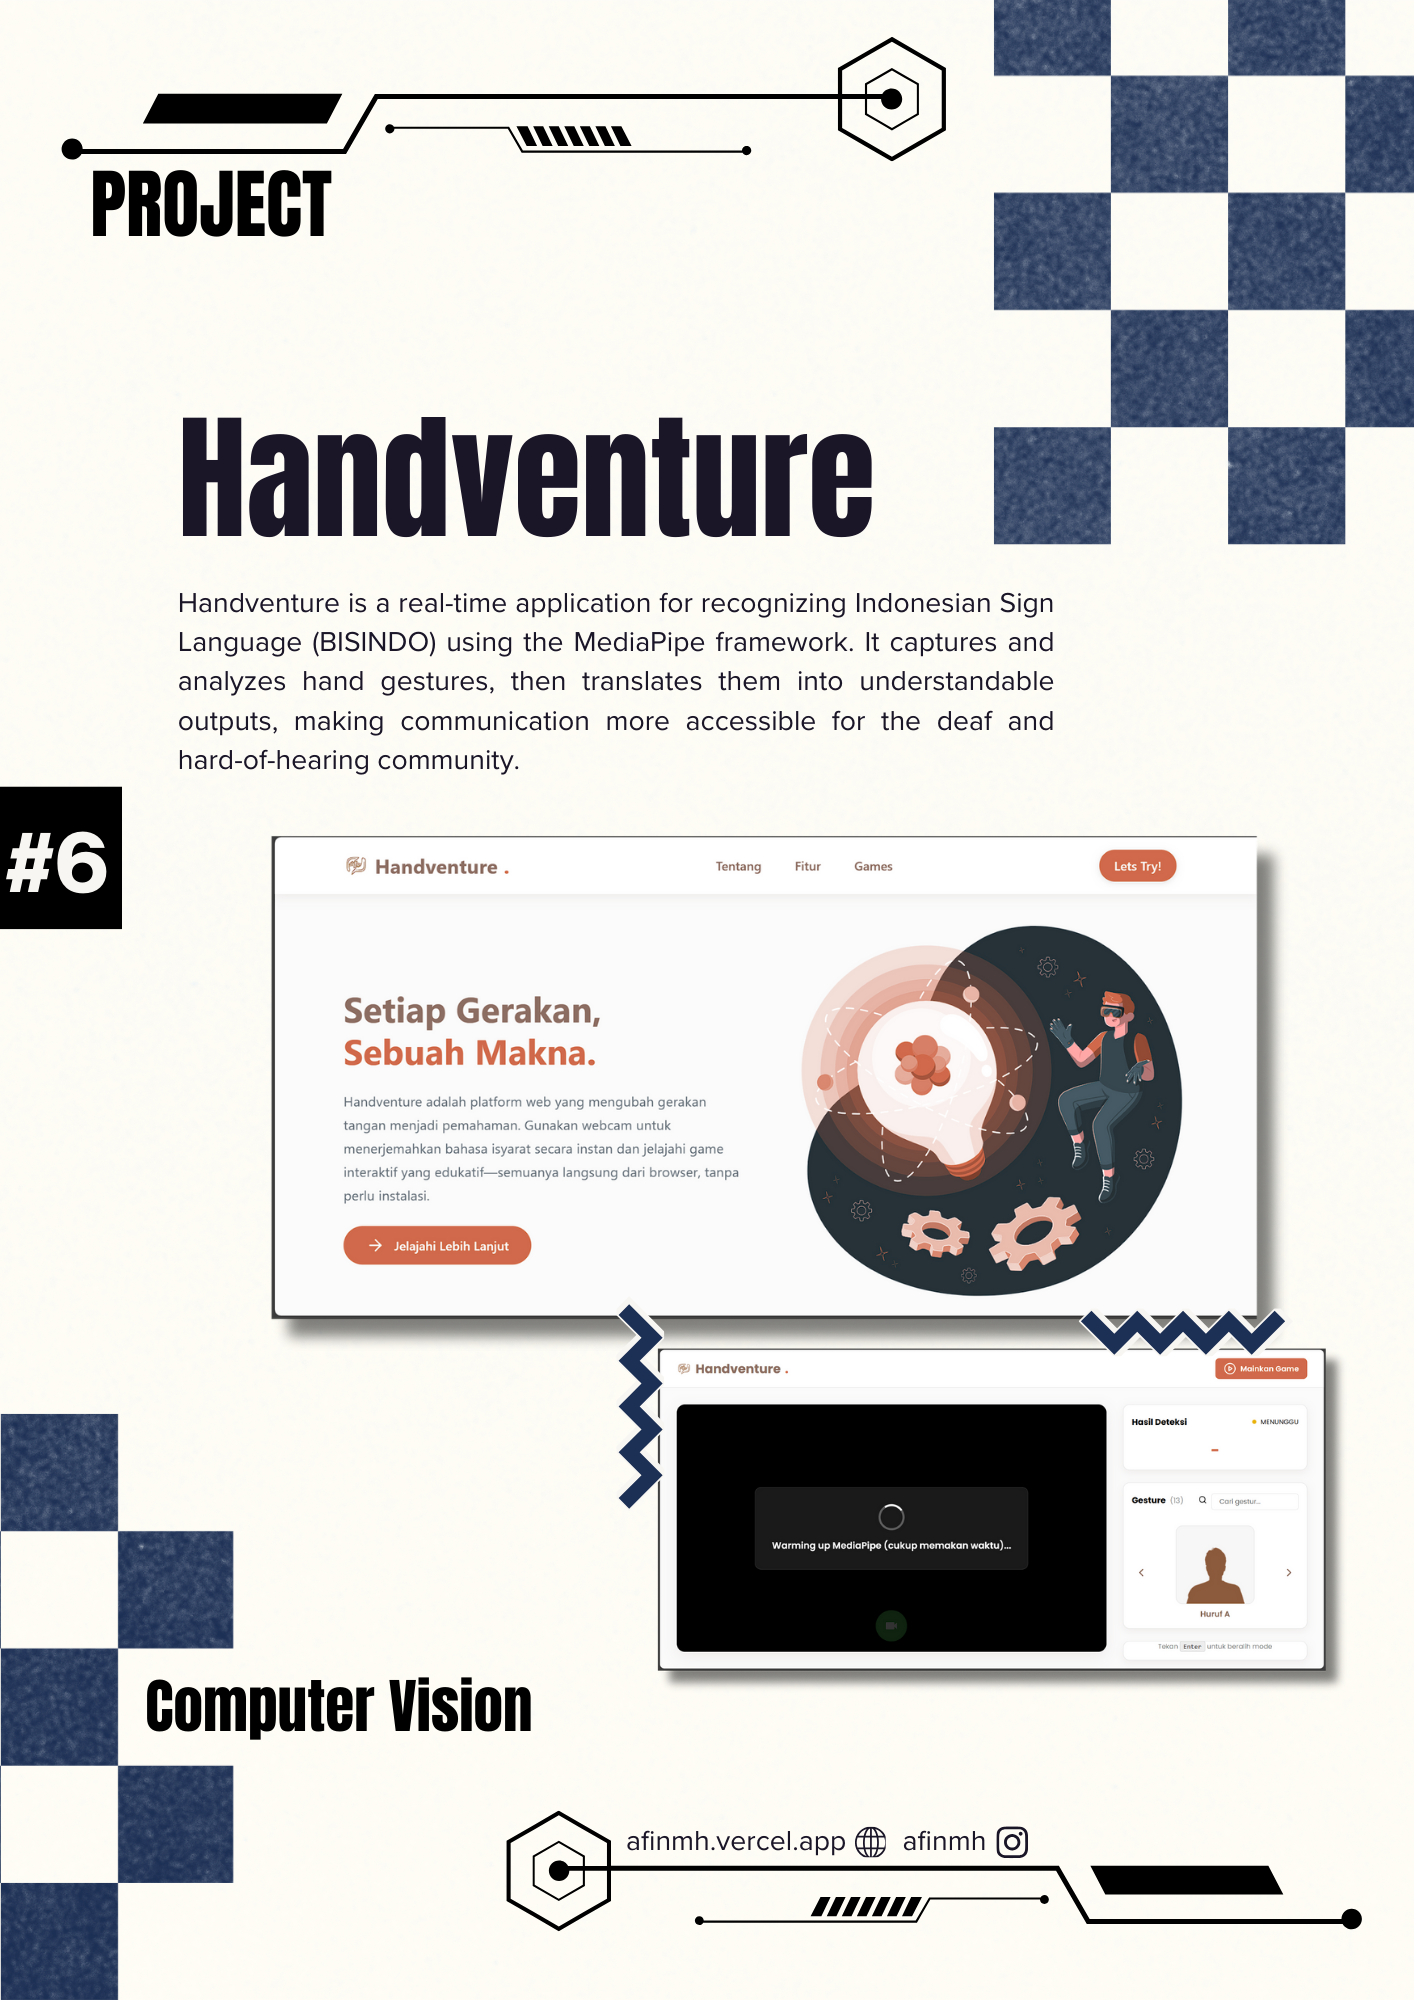 PROJECT
Handventure
Handventure is a real-time application for recognizing Indonesian Sign
Language (BISINDO) using the MediaPipe framework. It captures and
analyzes hand gestures, then translates them into understandable
outputs, making communication more accessible for the deaf and
hard-of-hearing community.
#6
Handventure .
Tentang Fitur Games
Lets Try!
Setiap Gerakan,
Sebuah Makna.
Handventure adalah platform web yang mengubah gerakan
tangan menjadi pemahaman. Gunakan webcam untuk
menerjemahkan bahasa isyarat secara instan dan jelajahi game
interaktif yang edukatif—semuanya langsung dari browser, tanpa
perlu instalasi.
Jelajahi Lebih Lanjut
Handventure .
Mainkan Game
Hasil Deteksi MENUNGGU
-
Warming up MediaPipe (cukup memakan waktu)...
Gesture (13) Cari gestur...
Huruf A
Tekan Enter untuk beralih mode
Computer Vision
afinmh.vercel.app afinmh